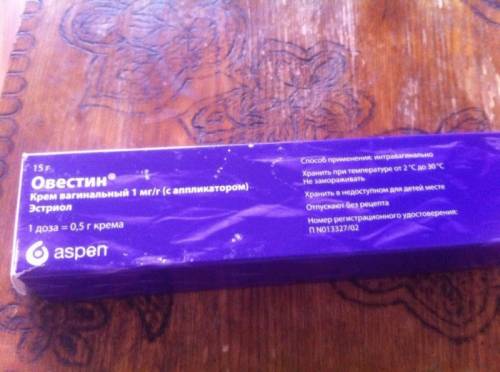 15 г
Овестин®
Крем вагинальный 1 мг/г (с аппликатором)
Эстриол
1 доза = 0,5 г крема
aspen
Способ применения: интравагинально
Хранить при температуре от 2 °С до 30 °С
Не замораживать
Хранить в недоступном для детей месте
Отпускают без рецепта
Номер регистрационного удостоверения:
П N013327/02